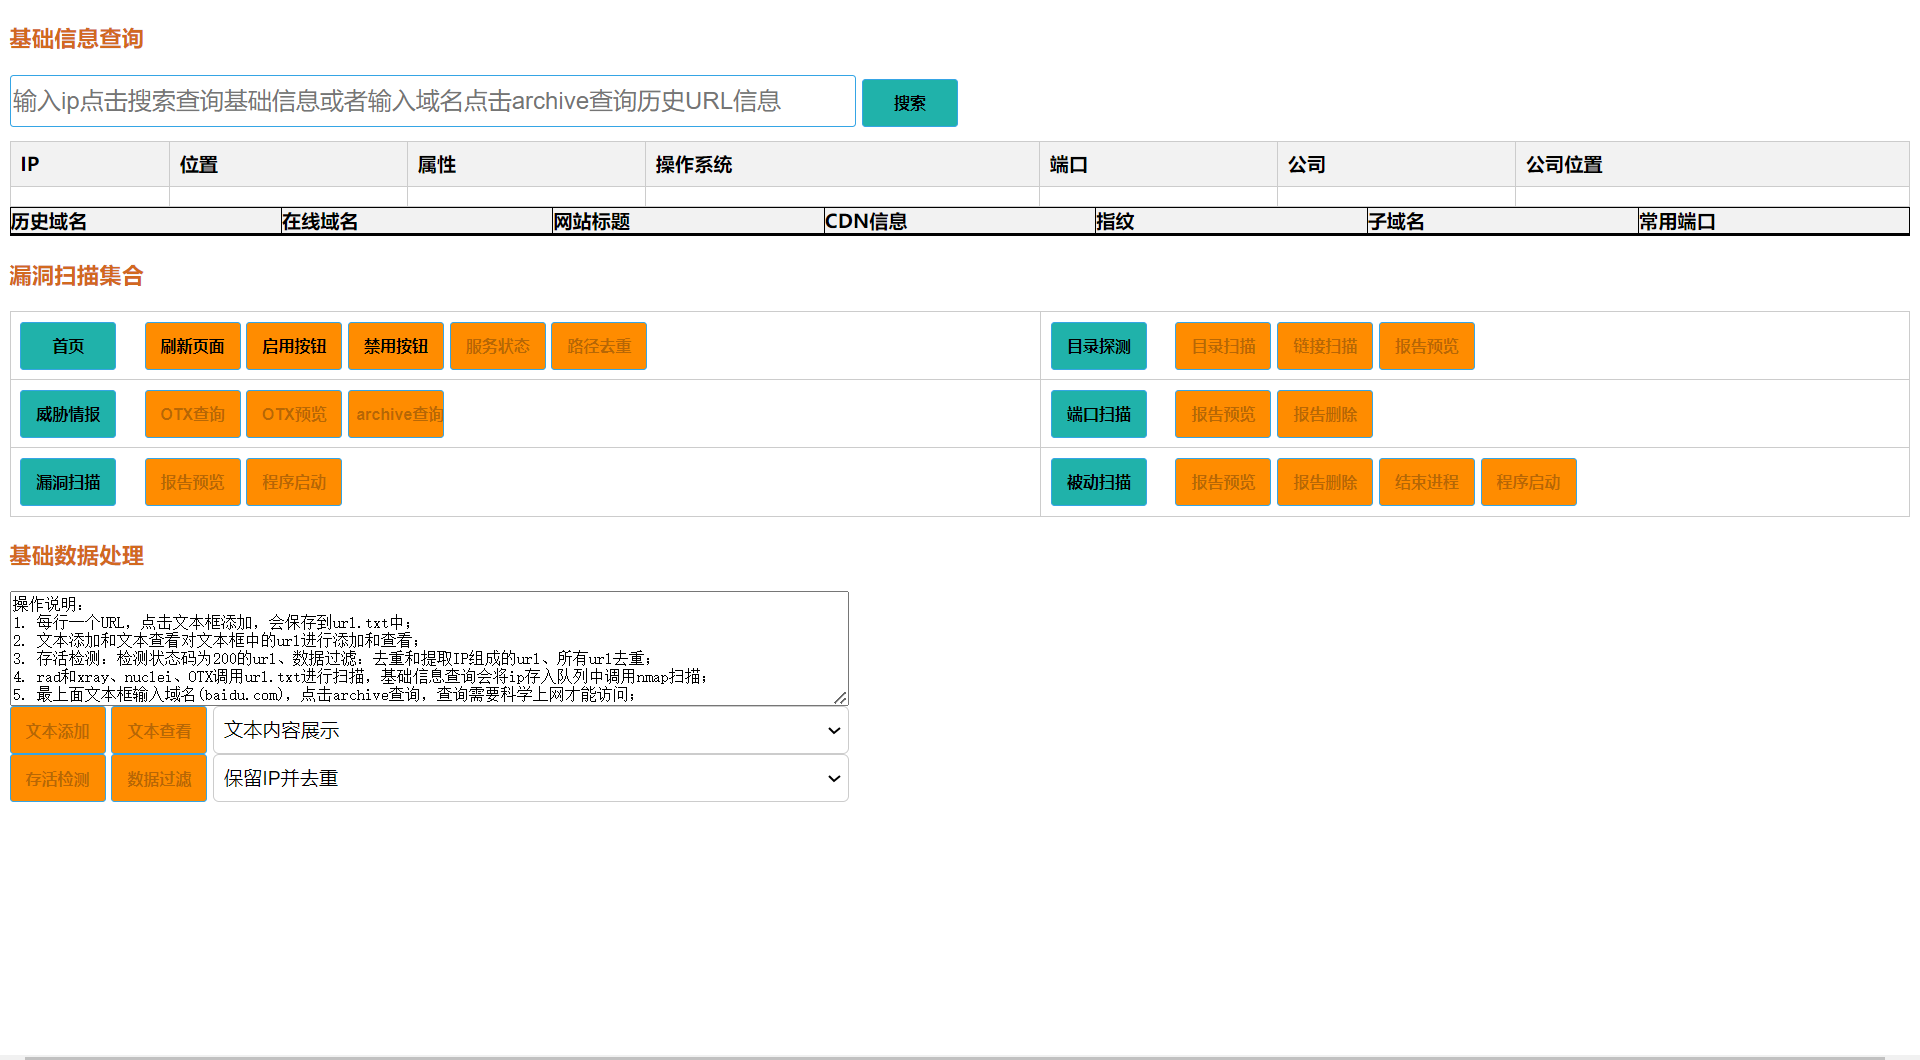 基础信息查询
输入ip点击搜索查询基础信息或者输入域名点击archive查询历史URL信息 搜索
IP 位置 属性 操作系统 端口 公司 公司位置
历史域名 在线域名 网站标题 CDN信息 指纹 子域名 常用端口
漏洞扫描集合
首页 刷新页面 启用按钮 禁用按钮 服务状态 路径去重 目录探测 目录扫描 链接扫描 报告预览
威胁情报 OTX查询 OTX预览 archive查询 端口扫描 报告预览 报告删除
漏洞扫描 报告预览 程序启动 被动扫描 报告预览 报告删除 结束进程 程序启动
基础数据处理
操作说明：
1. 每行一个URL，点击文本框添加，会保存到url.txt中；
2. 文本添加和文本查看对文本框中的url进行添加和查看；
3. 存活检测：检测状态码为200的url、数据过滤：去重和提取IP组成的url、所有url去重；
4. rad和xray、nuclei、OTX调用url.txt进行扫描，基础信息查询会将ip存入队列中调用nmap扫描；
5. 最上面文本框输入域名(baidu.com)，点击archive查询，查询需要科学上网才能访问；
文本添加 文本查看 文本内容展示
存活检测 数据过滤 保留IP并去重